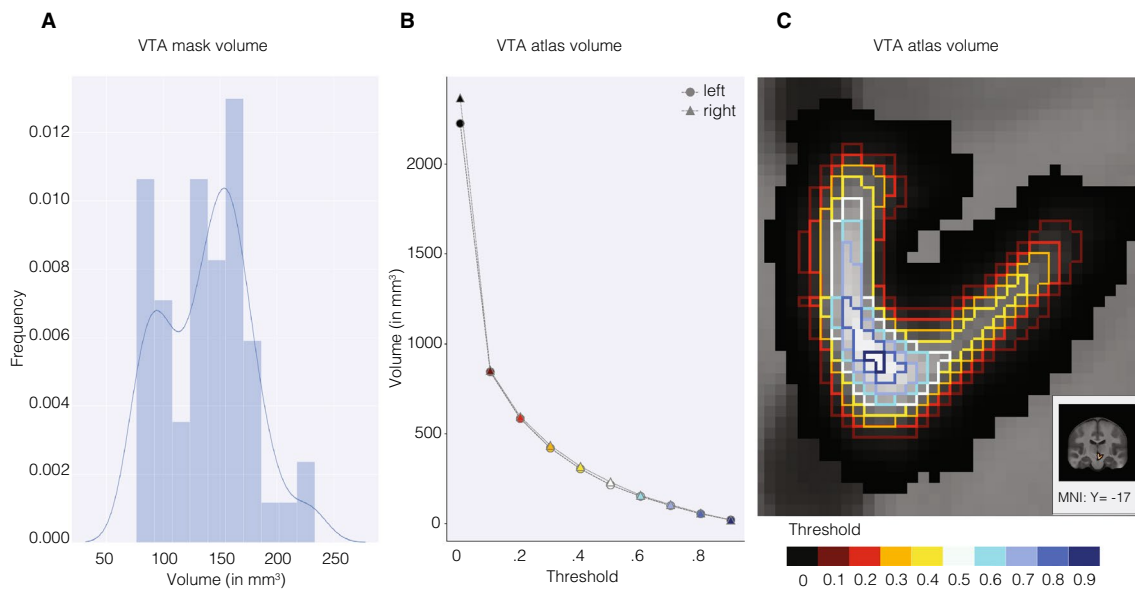 A
VTA mask volume
Frequency
0.012
0.010
0.008
0.006
0.004
0.002
0.000
50 100 150 200 250
Volume (in mm³)
B
VTA atlas volume
left
right
Volume (in mm³)
2000
1500
1000
500
0
0 .2 .4 .6 .8
Threshold
C
VTA atlas volume
MNI: Y= -17
Threshold
0 0.1 0.2 0.3 0.4 0.5 0.6 0.7 0.8 0.9